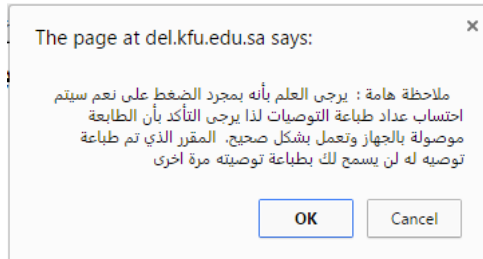 The page at del.kfu.edu.sa says:
ملاحظة هامة : يرجى العلم بأنه بمجرد الضغط على نعم سيتم
احتساب عداد طباعة التوصيات لذا يرجى التأكد بأن الطابعة
موصولة بالجهاز وتعمل بشكل صحيح. المقرر الذي تم طباعة
توصيه له لن يسمح لك بطباعة توصيته مرة اخرى
OK Cancel